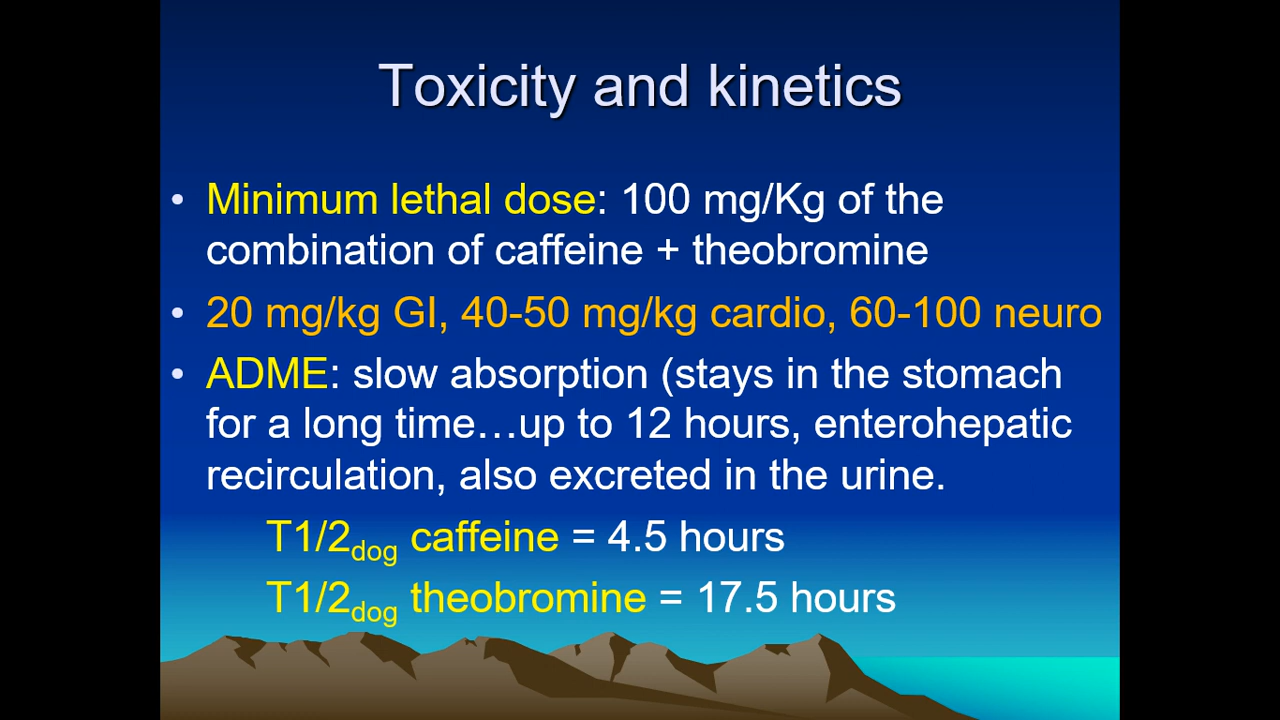 Toxicity and kinetics
• Minimum lethal dose: 100 mg/Kg of the
combination of caffeine + theobromine
• 20 mg/kg GI, 40-50 mg/kg cardio, 60-100 neuro
• ADME: slow absorption (stays in the stomach
for a long time…up to 12 hours, enterohepatic
recirculation, also excreted in the urine.
T1/2dog caffeine = 4.5 hours
T1/2dog theobromine = 17.5 hours